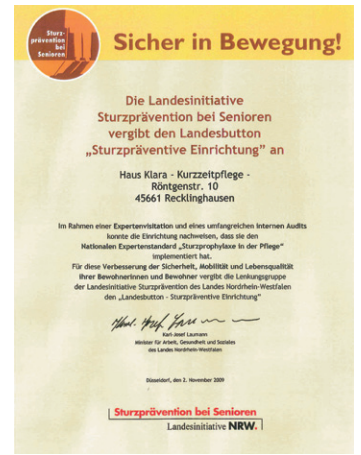 Sturz-
prävention
bei
Senioren
Sicher in Bewegung!
Die Landesinitiative
Sturzprävention bei Senioren
vergibt den Landesbutton
„Sturzpräventive Einrichtung" an
Haus Klara - Kurzzeitpflege -
Röntgenstr. 10
45661 Recklinghausen
Im Rahmen einer Expertenvisitation und eines umfangreichen internen Audits
konnte die Einrichtung nachweisen, dass sie den
Nationalen Expertenstandard „Sturzprophylaxe in der Pflege"
implementiert hat.
Für diese Verbesserung der Sicherheit, Mobilität und Lebensqualität
ihrer Bewohnerinnen und Bewohner vergibt die Lenkungsgruppe
der Landesinitiative Sturzprävention des Landes Nordrhein-Westfalen
den „Landesbutton - Sturzpräventive Einrichtung"
Karl-Josef Laumann
Karl-Josef Laumann
Minister für Arbeit, Gesundheit und Soziales
des Landes Nordrhein-Westfalen
Düsseldorf, den 2. November 2009
Sturzprävention bei Senioren
Landesinitiative NRW.